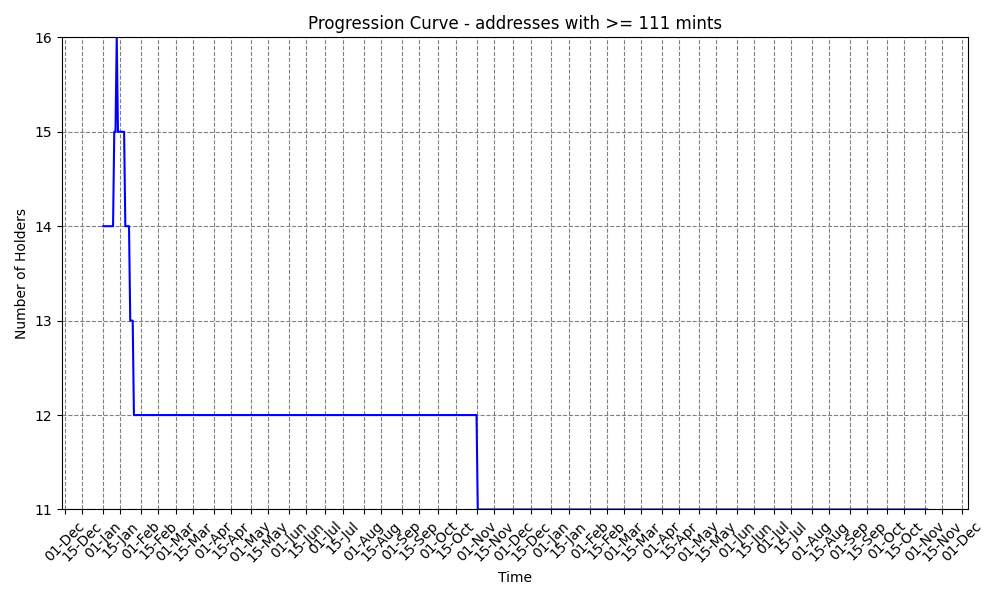 Progression Curve - addresses with >= 111 mints
Number of Holders
16
15
14
13
12
11
01-Dec
15-Dec
01-Jan
15-Jan
01-Feb
15-Feb
01-Mar
15-Mar
01-Apr
15-Apr
01-May
15-May
01-Jun
15-Jun
01-Jul
15-Jul
01-Aug
15-Aug
01-Sep
15-Sep
01-Oct
15-Oct
01-Nov
15-Nov
01-Dec
15-Dec
01-Jan
15-Jan
01-Feb
15-Feb
01-Mar
15-Mar
01-Apr
15-Apr
01-May
15-May
01-Jun
15-Jun
01-Jul
15-Jul
01-Aug
15-Aug
01-Sep
15-Sep
01-Oct
15-Oct
01-Nov
15-Nov
01-Dec
Time